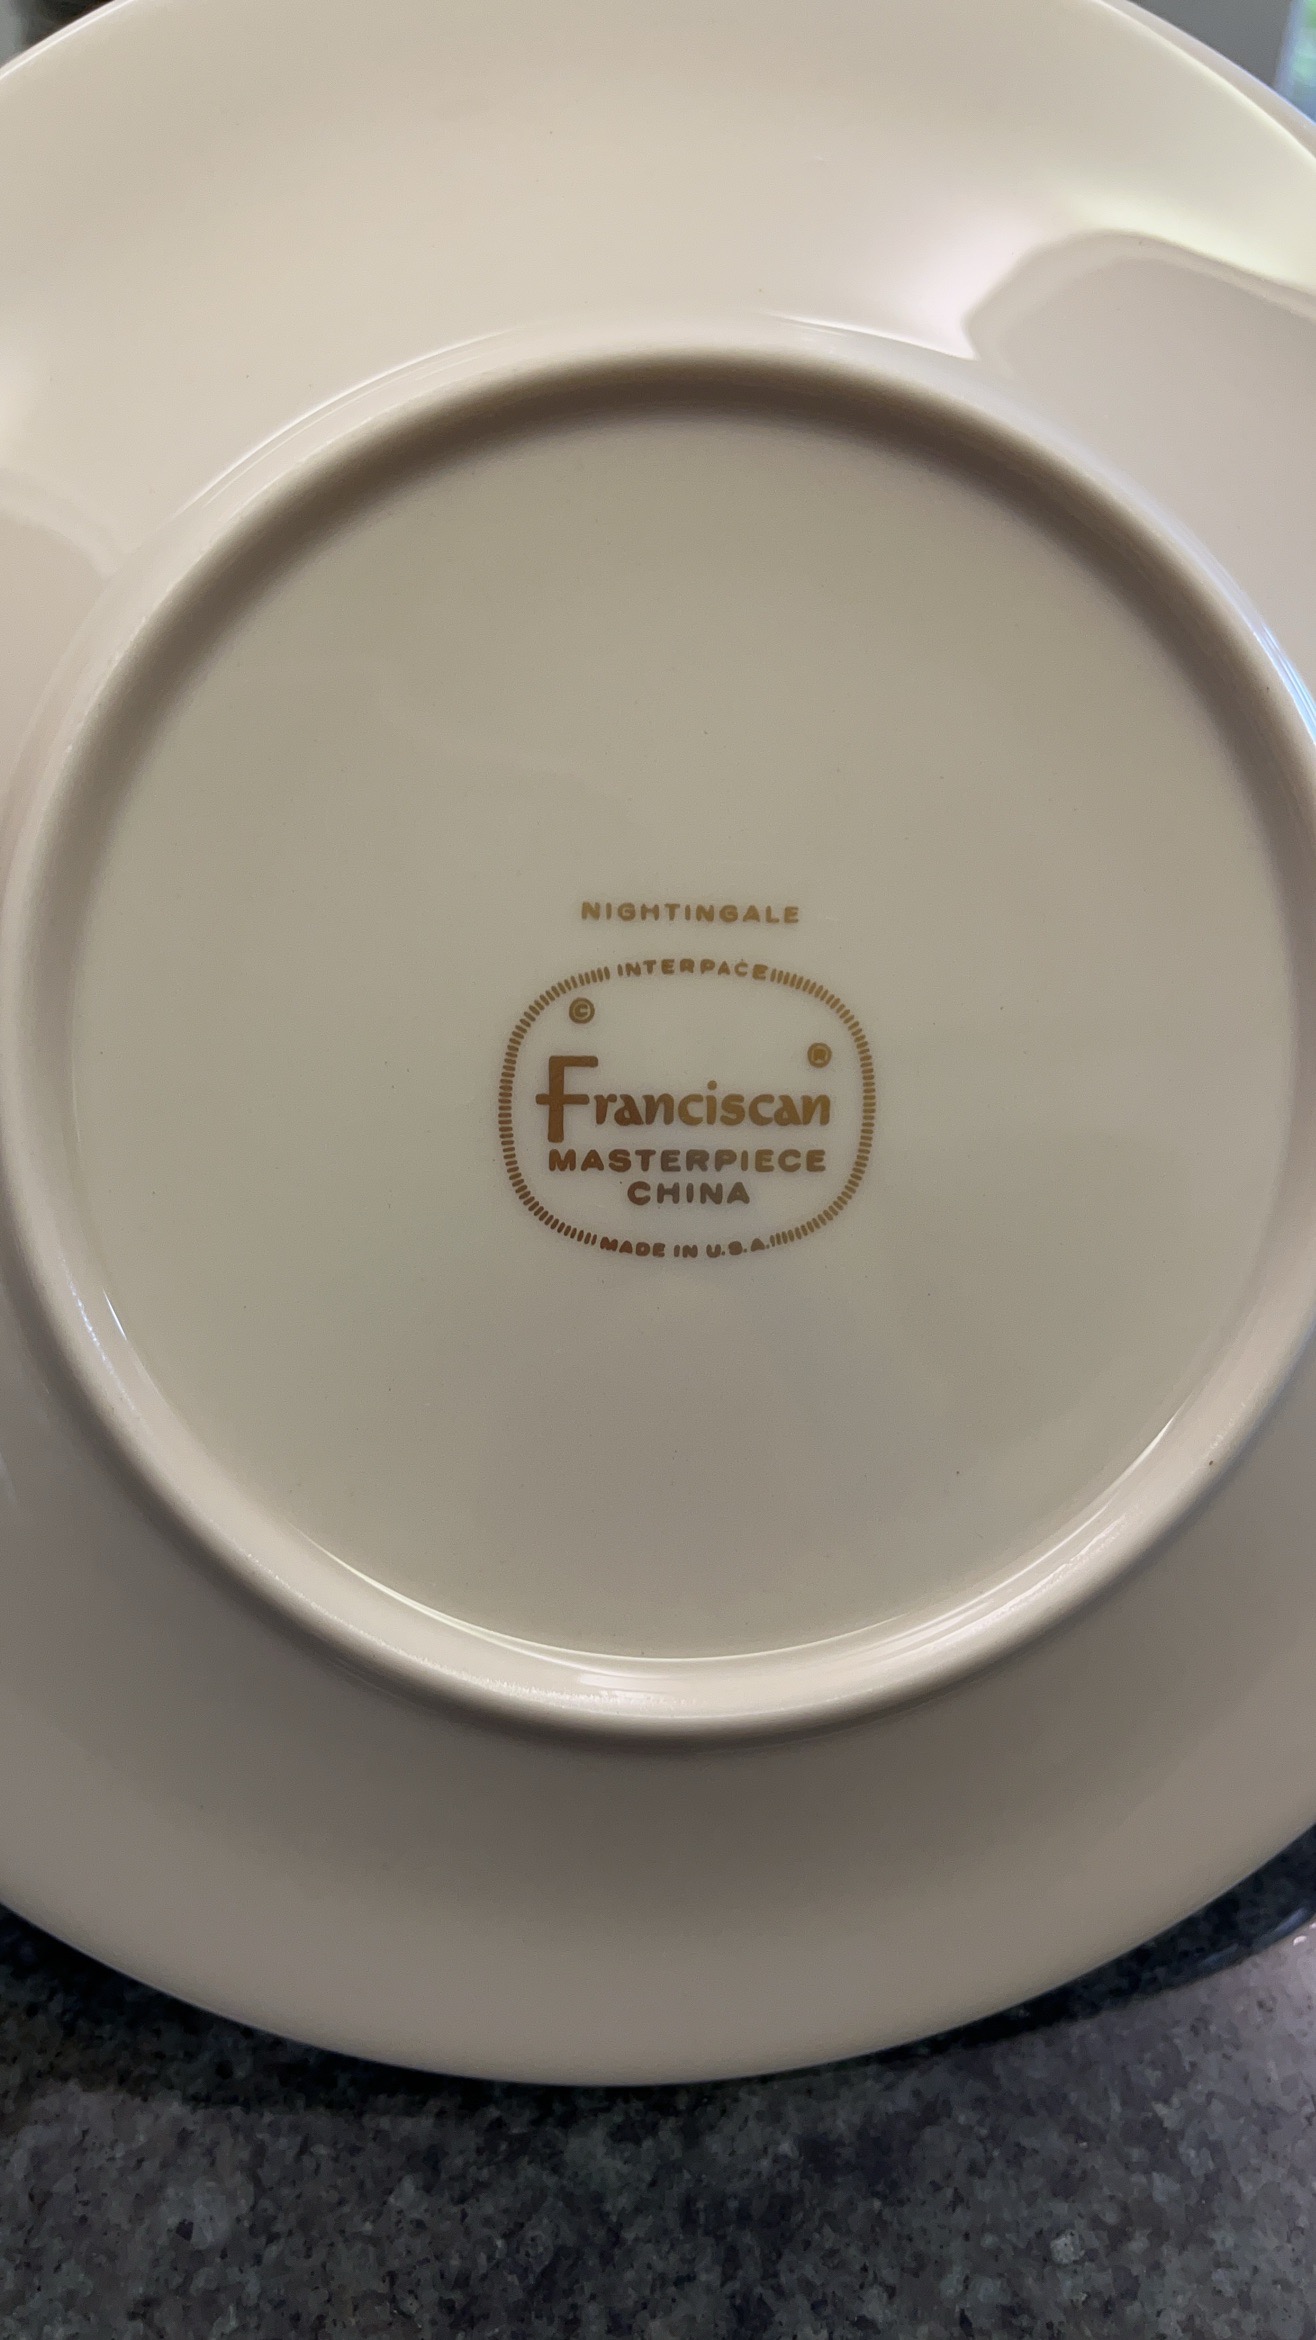 NIGHTINGALE
INTERPACE
©
®
Franciscan
MASTERPIECE
CHINA
MADE IN U.S.A.